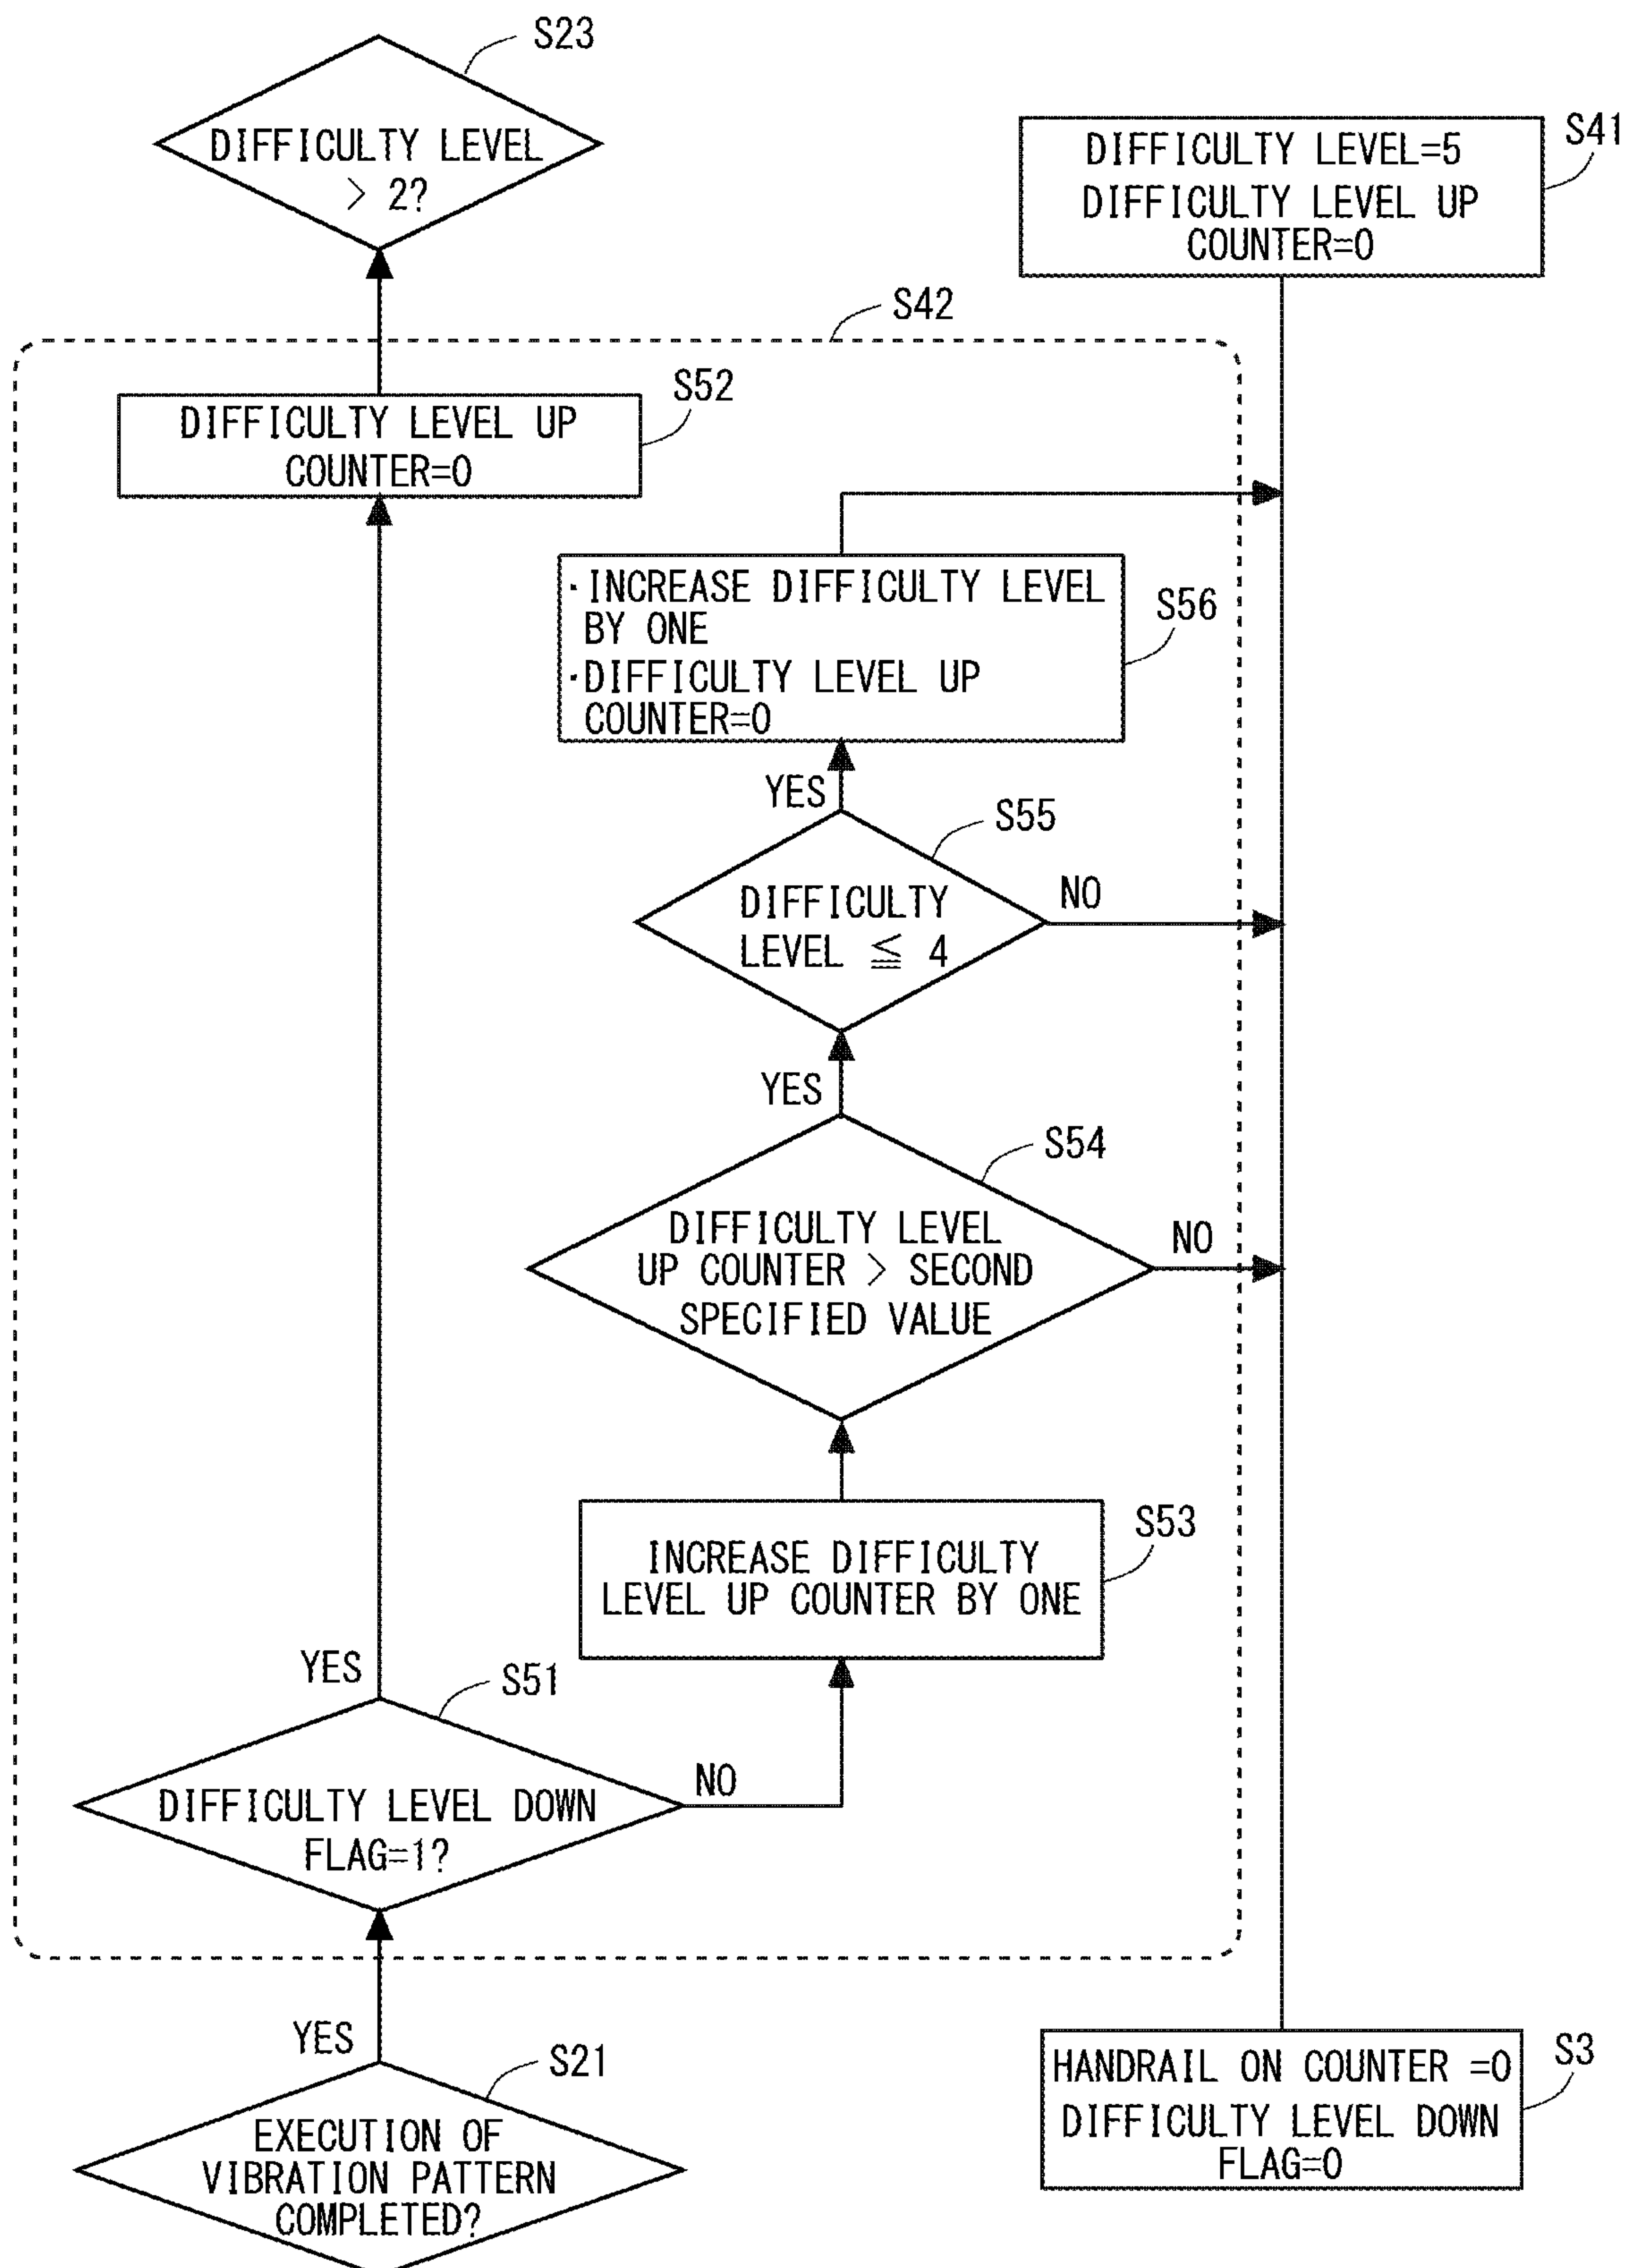 S23
DIFFICULTY LEVEL
> 2?
DIFFICULTY LEVEL=5
DIFFICULTY LEVEL UP
COUNTER=0
S41
S42
DIFFICULTY LEVEL UP
COUNTER=0
S52
·INCREASE DIFFICULTY LEVEL
BY ONE
·DIFFICULTY LEVEL UP
COUNTER=0
S56
YES
S55
DIFFICULTY
LEVEL ≦ 4
NO
YES
S54
DIFFICULTY LEVEL
UP COUNTER > SECOND
SPECIFIED VALUE
NO
S53
INCREASE DIFFICULTY
LEVEL UP COUNTER BY ONE
YES
S51
DIFFICULTY LEVEL DOWN
FLAG=1?
NO
YES
S21
EXECUTION OF
VIBRATION PATTERN
COMPLETED?
HANDRAIL ON COUNTER =0
DIFFICULTY LEVEL DOWN
FLAG=0
S3